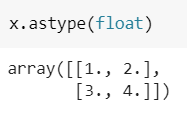 x.astype(float)
array([[1., 2.],
       [3., 4.]])